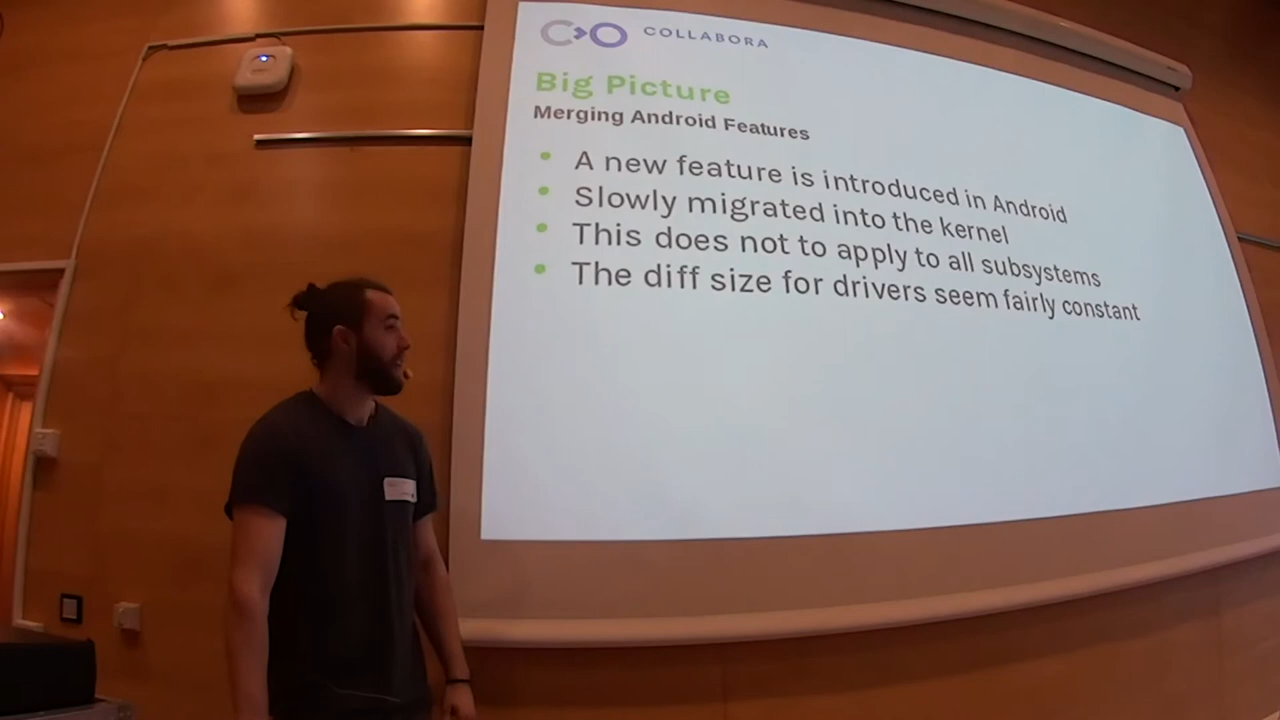 COLLABORA
Big Picture
Merging Android Features
A new feature is introduced in Android
Slowly migrated into the kernel
This does not to apply to all subsystems
The diff size for drivers seem fairly constant